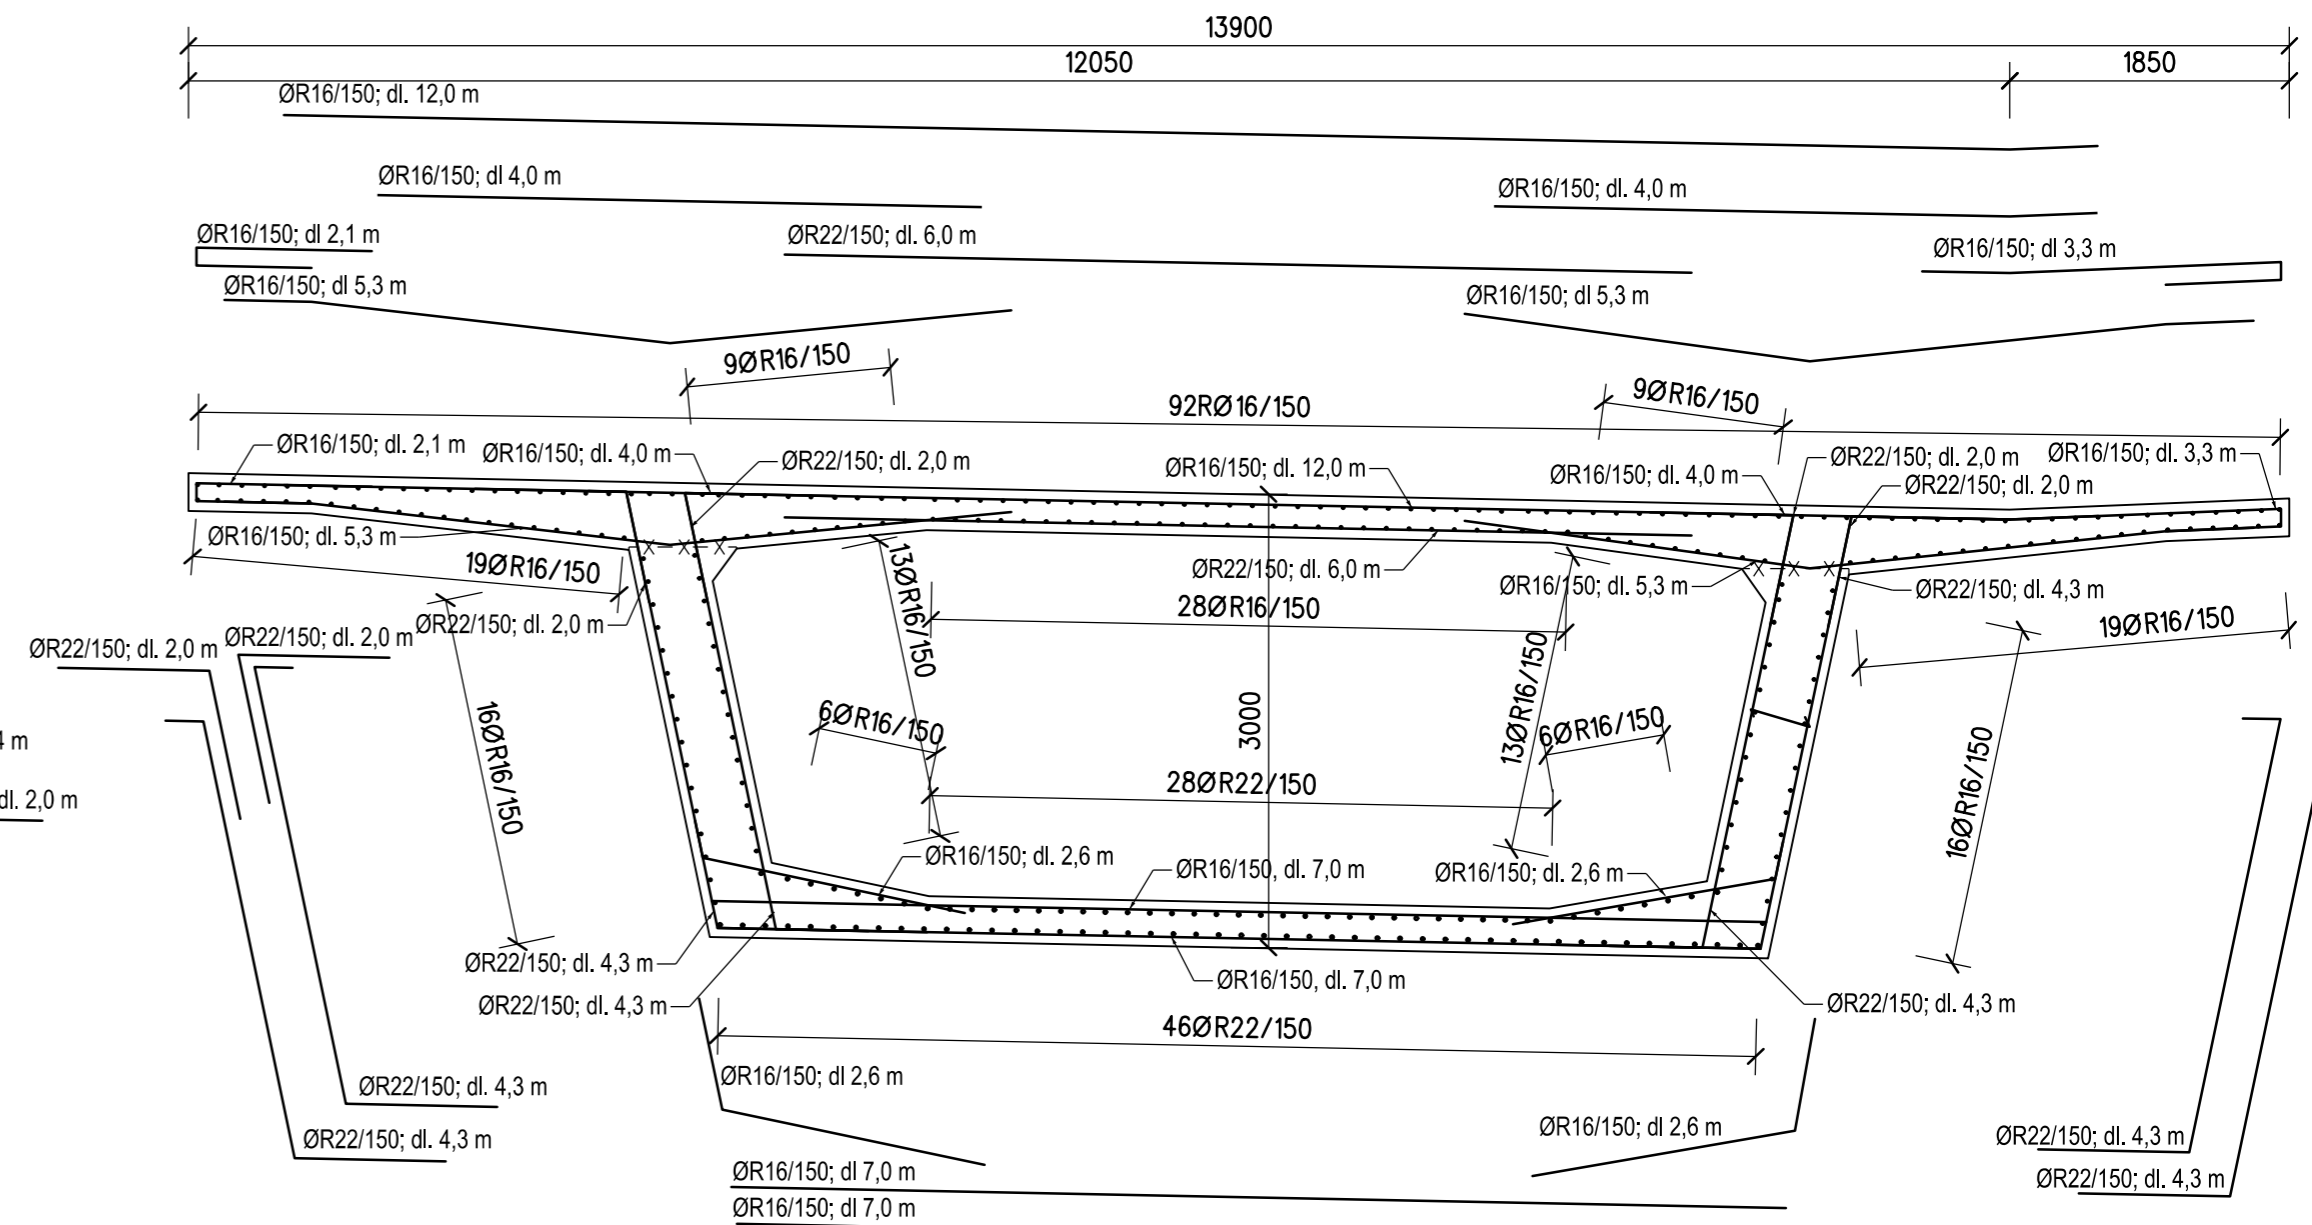 13900
12050
1850
ØR16/150; dl. 12,0 m
ØR16/150; dl 4,0 m
ØR16/150; dl. 4,0 m
ØR16/150; dl 2,1 m
ØR22/150; dl. 6,0 m
ØR16/150; dl 3,3 m
ØR16/150; dl 5,3 m
ØR16/150; dl 5,3 m
9ØR16/150
9ØR16/150
92RØ16/150
ØR16/150; dl. 2,1 m
ØR16/150; dl. 4,0 m
ØR22/150; dl. 2,0 m
ØR16/150; dl. 12,0 m
ØR16/150; dl. 4,0 m
ØR22/150; dl. 2,0 m
ØR16/150; dl. 3,3 m
ØR22/150; dl. 2,0 m
ØR16/150; dl. 5,3 m
19ØR16/150
13ØR16/150
ØR22/150; dl. 6,0 m
ØR16/150; dl. 5,3 m
ØR22/150; dl. 4,3 m
28ØR16/150
ØR22/150; dl. 2,0 m
19ØR16/150
ØR22/150; dl. 2,0 m
ØR22/150; dl. 2,0 m
16ØR16/150
6ØR16/150
3000
13ØR16/150
6ØR16/150
16ØR16/150
4 m
dl. 2,0 m
28ØR22/150
ØR16/150; dl. 2,6 m
ØR16/150, dl. 7,0 m
ØR16/150; dl. 2,6 m
ØR22/150; dl. 4,3 m
ØR16/150, dl. 7,0 m
ØR22/150; dl. 4,3 m
ØR22/150; dl. 4,3 m
46ØR22/150
ØR16/150; dl 2,6 m
ØR22/150; dl. 4,3 m
ØR16/150; dl 2,6 m
ØR22/150; dl. 4,3 m
ØR22/150; dl. 4,3 m
ØR16/150; dl 7,0 m
ØR22/150; dl. 4,3 m
ØR16/150; dl 7,0 m